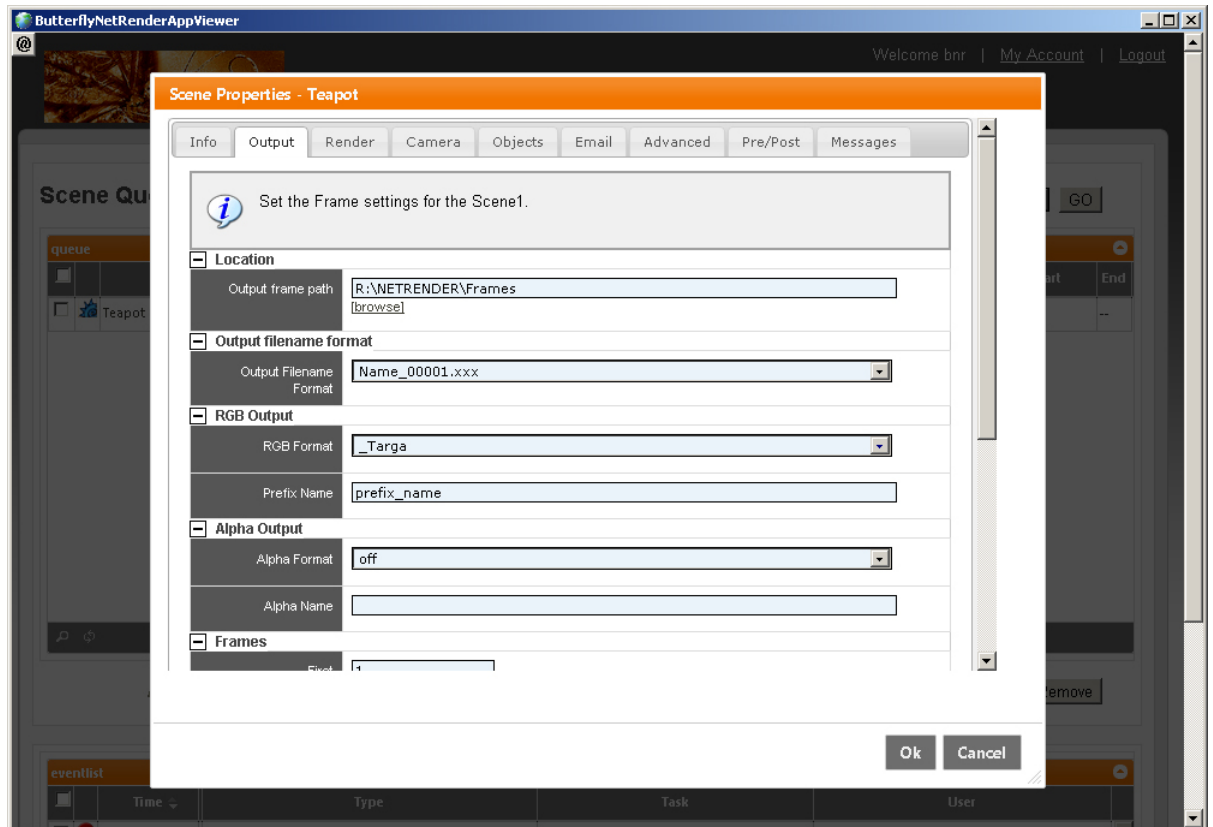 ButterflyNetRenderAppViewer
@
Welcome bnr | My Account | Logout
Scene Properties - Teapot
Info Output Render Camera Objects Email Advanced Pre/Post Messages
Scene Qu
GO
Set the Frame settings for the Scene1.
queue
Location
art End
Output frame path R:\NETRENDER\Frames
[browse]
Teapot
--
Output filename format
Output Filename Format Name_00001.xxx
RGB Output
RGB Format _Targa
Prefix Name prefix_name
Alpha Output
Alpha Format off
Alpha Name
Frames
First 1
emove
Ok Cancel
eventlist
Time Type Task User